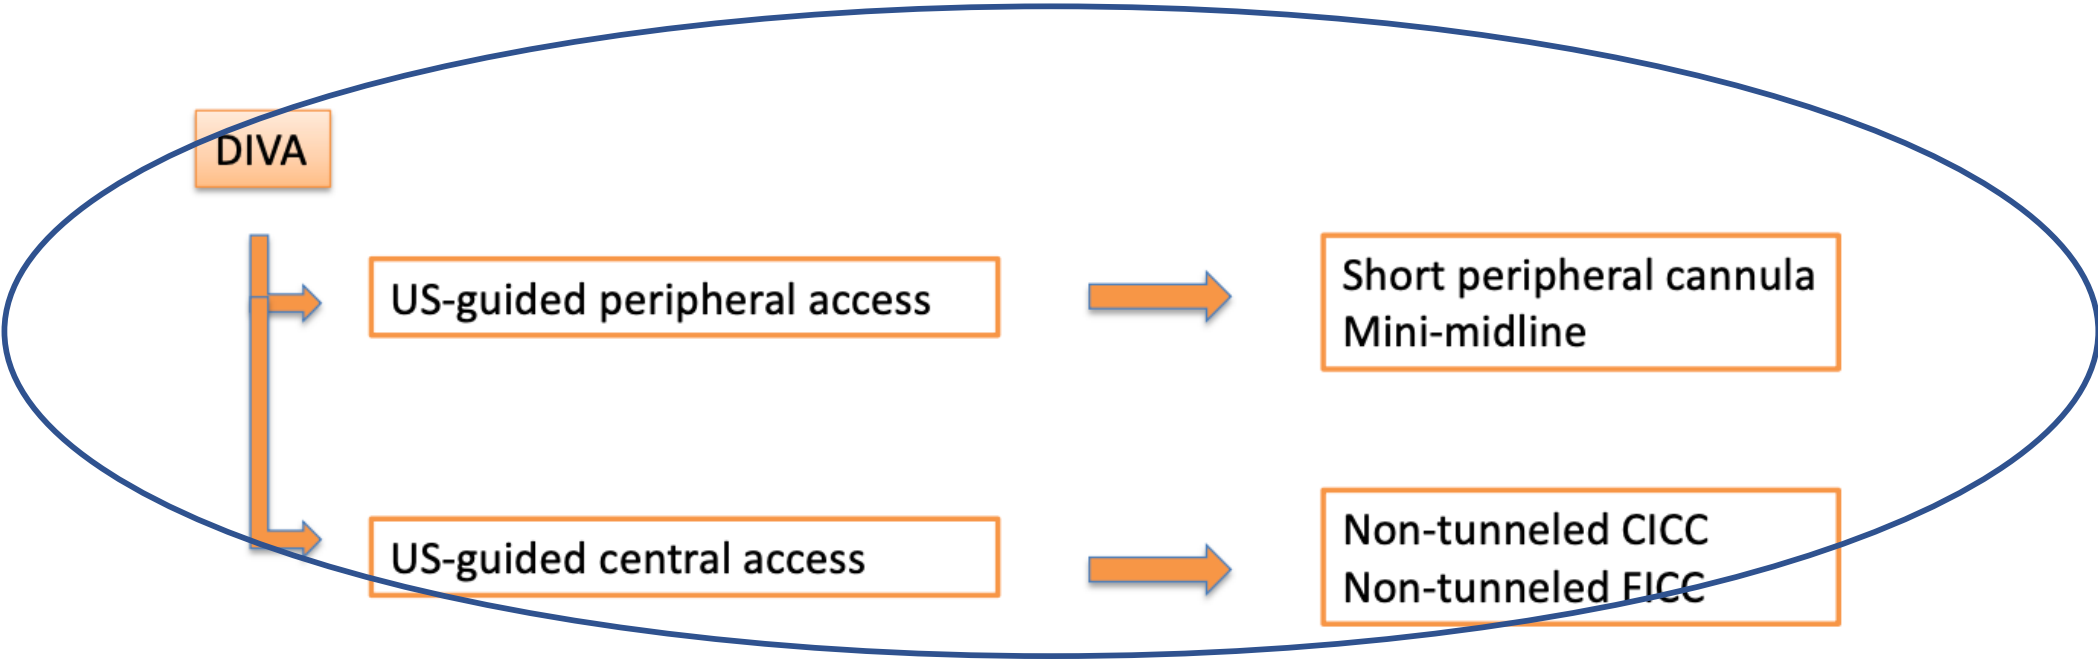 DIVA
US-guided peripheral access
Short peripheral cannula
Mini-midline
US-guided central access
Non-tunneled CICC
Non-tunneled FICC